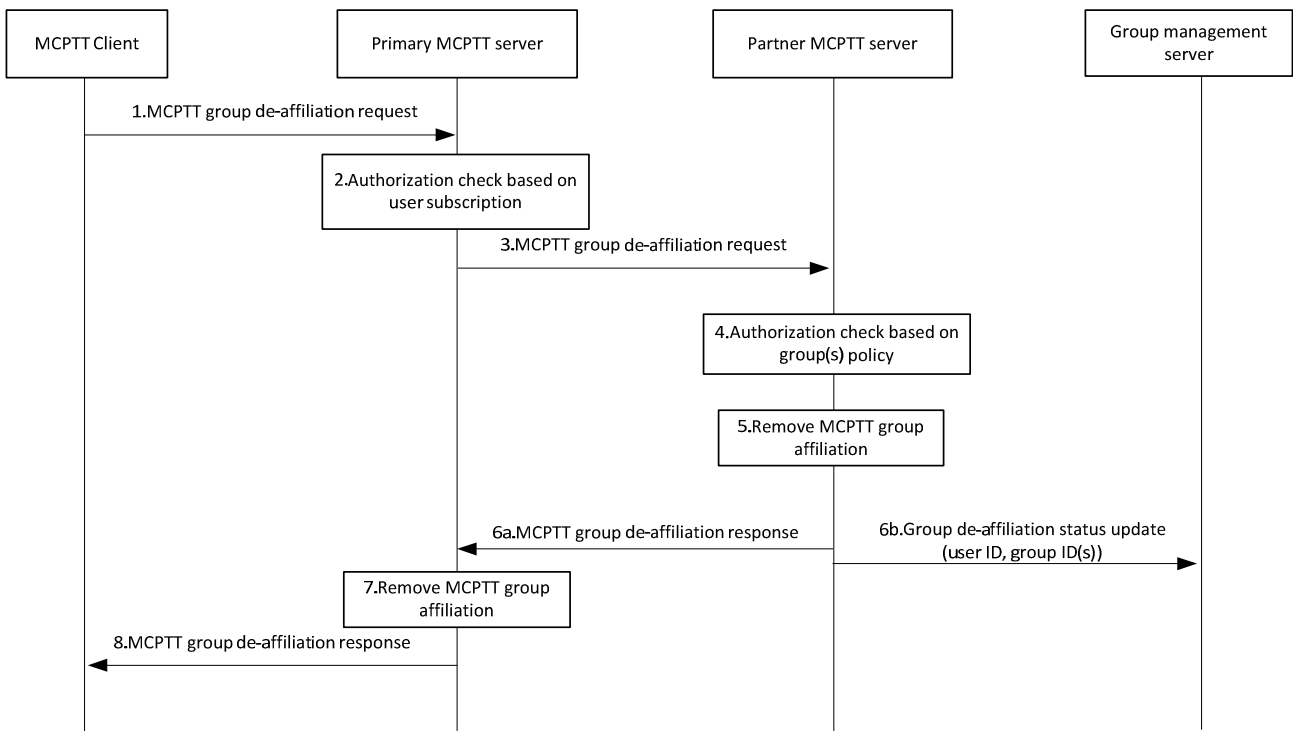 MCPTT Client
Primary MCPTT server
Partner MCPTT server
Group management
server
1.MCPTT group de-affiliation request
2.Authorization check based on
user subscription
3.MCPTT group de-affiliation request
4.Authorization check based on
group(s) policy
5.Remove MCPTT group
affiliation
6a.MCPTT group de-affiliation response
6b.Group de-affiliation status update
(user ID, group ID(s))
7.Remove MCPTT group
affiliation
8.MCPTT group de-affiliation response